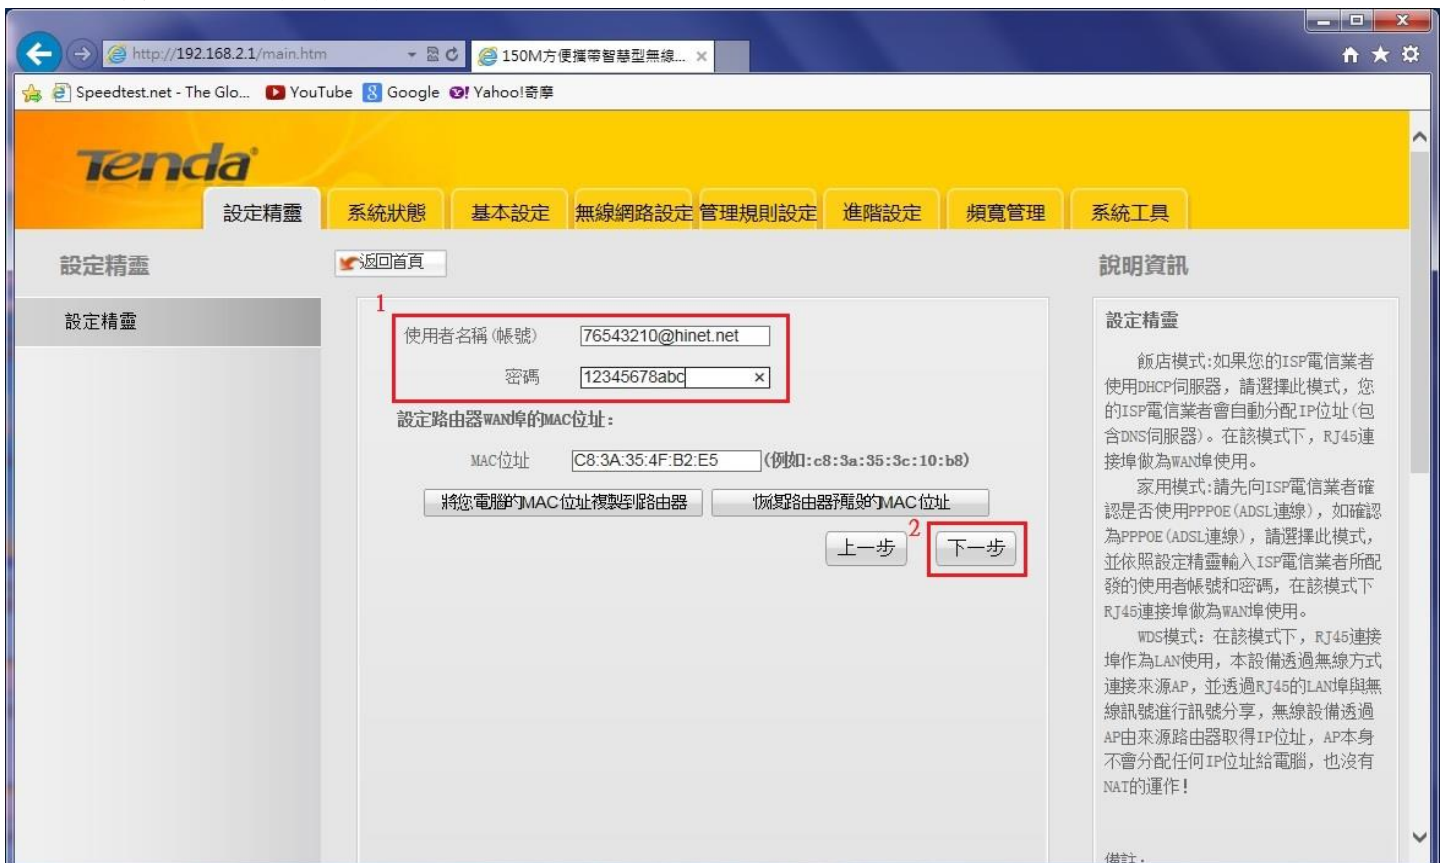 http://192.168.2.1/main.htm
150M方便攜帶智慧型無線...
Speedtest.net - The Glo...
YouTube
Google
Yahoo!奇摩
Tenda
設定精靈
系統狀態
基本設定
無線網路設定
管理規則設定
進階設定
頻寬管理
系統工具
設定精靈
設定精靈
返回首頁
1
使用者名稱(帳號)
76543210@hinet.net
密碼
12345678abc
設定路由器WAN埠的MAC位址:
MAC位址
C8:3A:35:4F:B2:E5
(例如:c8:3a:35:3c:10:b8)
將您電腦的MAC位址複製到路由器
恢复路由器預設的MAC位址
上一步
2
下一步
說明資訊
設定精靈
飯店模式:如果您的ISP電信業者
使用DHCP伺服器，請選擇此模式，您
的ISP電信業者會自動分配IP位址(包
含DNS伺服器)。在該模式下，RJ45連
接埠做為WAN埠使用。
家用模式:請先向ISP電信業者確
認是否使用PPPOE(ADSL連線)，如確認
為PPPOE(ADSL連線)，請選擇此模式，
並依照設定精靈輸入ISP電信業者所配
發的使用者帳號和密碼，在該模式下
RJ45連接埠做為WAN埠使用。
WDS模式: 在該模式下，RJ45連接
埠作為LAN使用，本設備透過無線方式
連接來源AP，並透過RJ45的LAN埠與無
線訊號進行訊號分享，無線設備透過
AP由來源路由器取得IP位址，AP本身
不會分配任何IP位址給電腦，也沒有
NAT的運作!
備註: